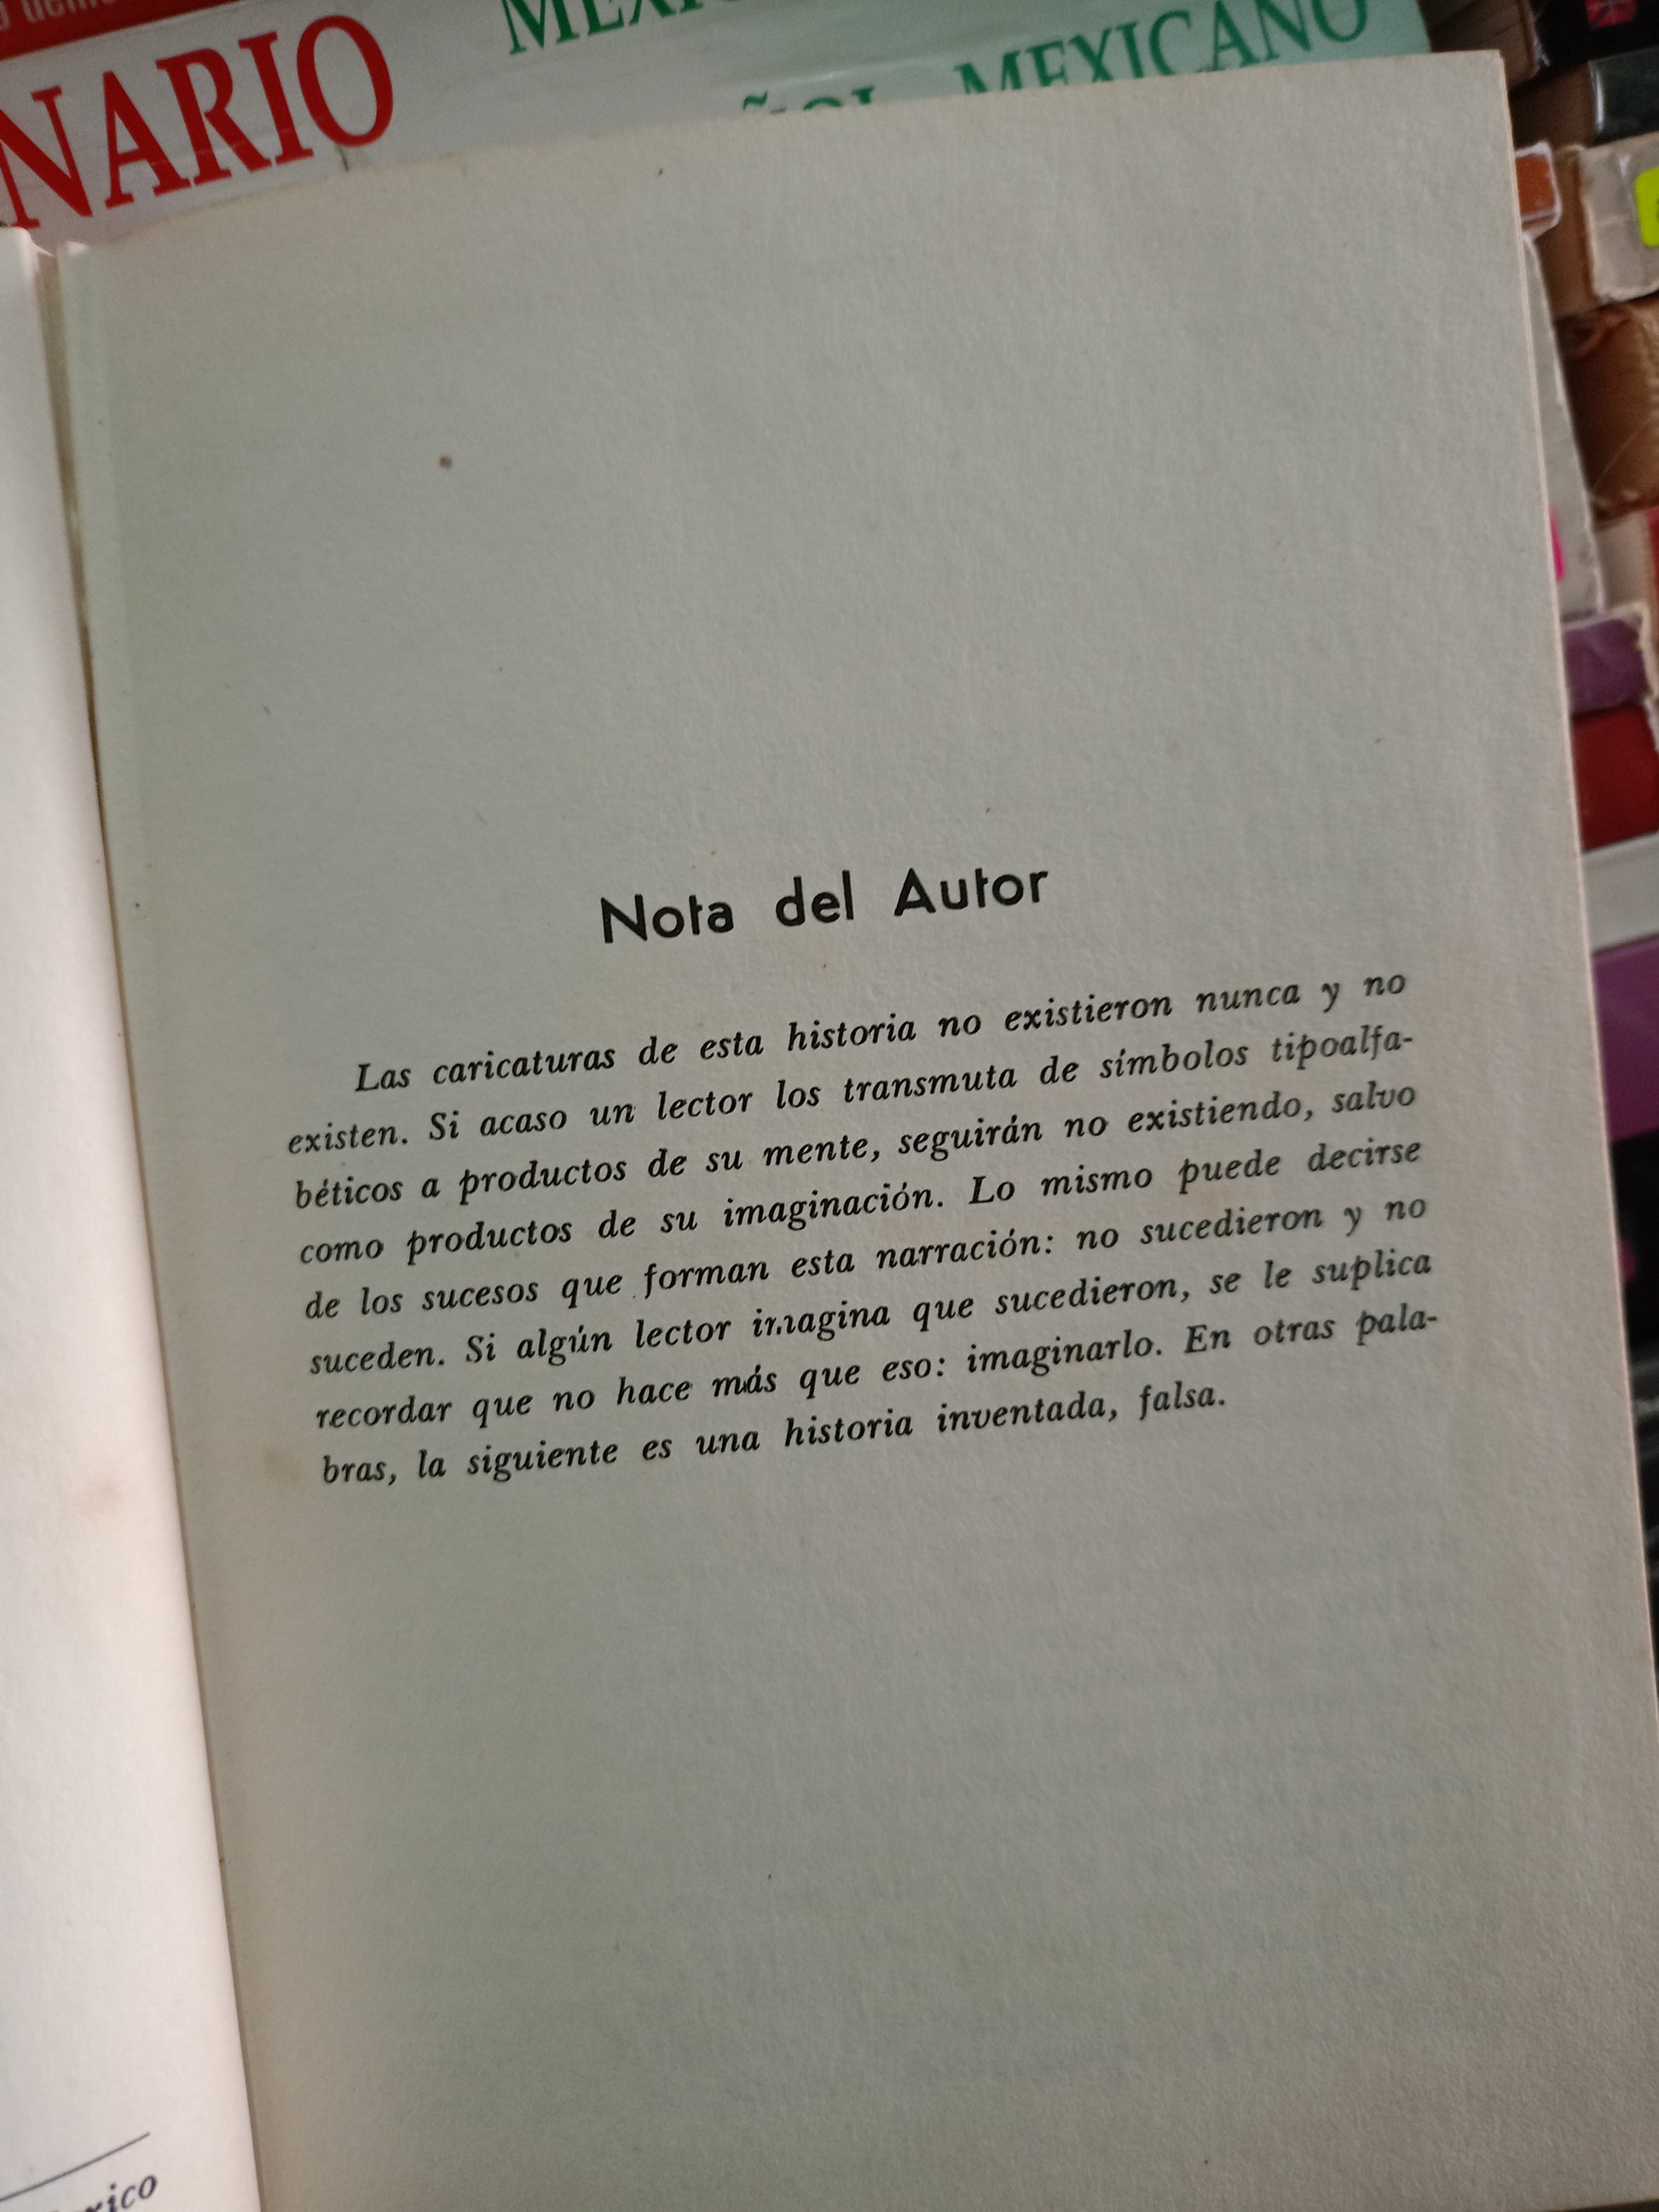 NARIO
MEXICANO
Nota del Autor
Las caricaturas de esta historia no existieron nunca y no
existen. Si acaso un lector los transmuta de símbolos tipoalfa-
béticos a productos de su mente, seguirán no existiendo, salvo
como productos de su imaginación. Lo mismo puede decirse
de los sucesos que forman esta narración: no sucedieron y no
suceden. Si algún lector imagina que sucedieron, se le suplica
recordar que no hace más que eso: imaginarlo. En otras pala-
bras, la siguiente es una historia inventada, falsa.